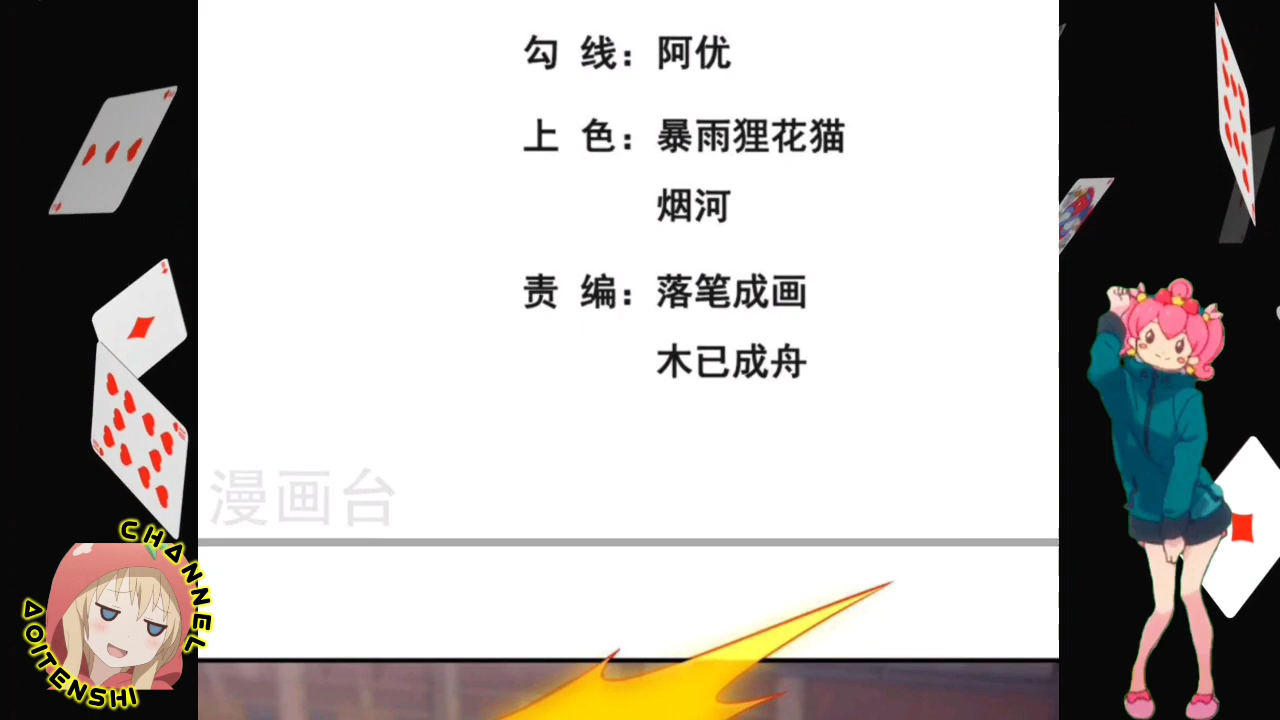 勾 线：阿优
上 色：暴雨狸花猫
烟河
责 编：落笔成画
木已成舟
漫画台
CHANNEL
AOITENSHI